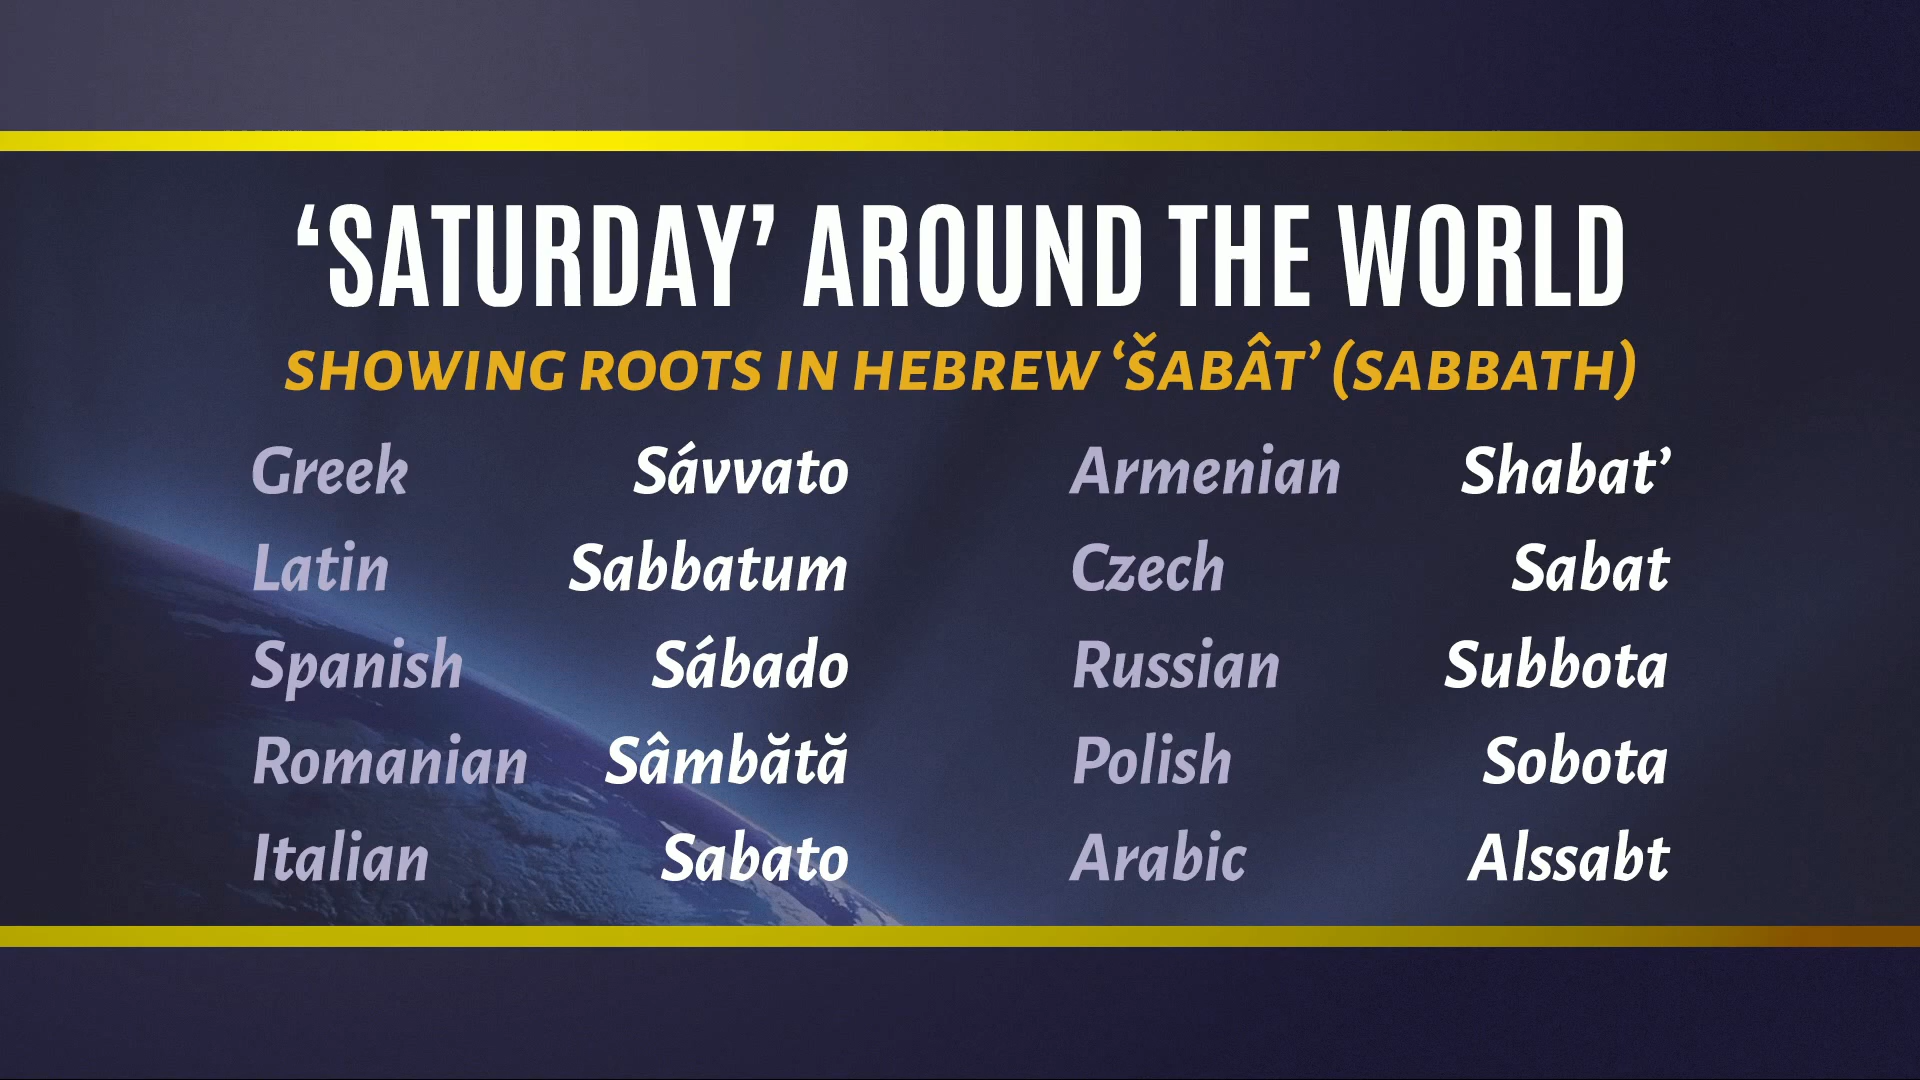 ‘SATURDAY’ AROUND THE WORLD
SHOWING ROOTS IN HEBREW ‘ŠABÂT’ (SABBATH)
Greek Sávvato
Latin Sabbatum
Spanish Sábado
Romanian Sâmbătă
Italian Sabato
Armenian Shabat’
Czech Sabat
Russian Subbota
Polish Sobota
Arabic Alssabt